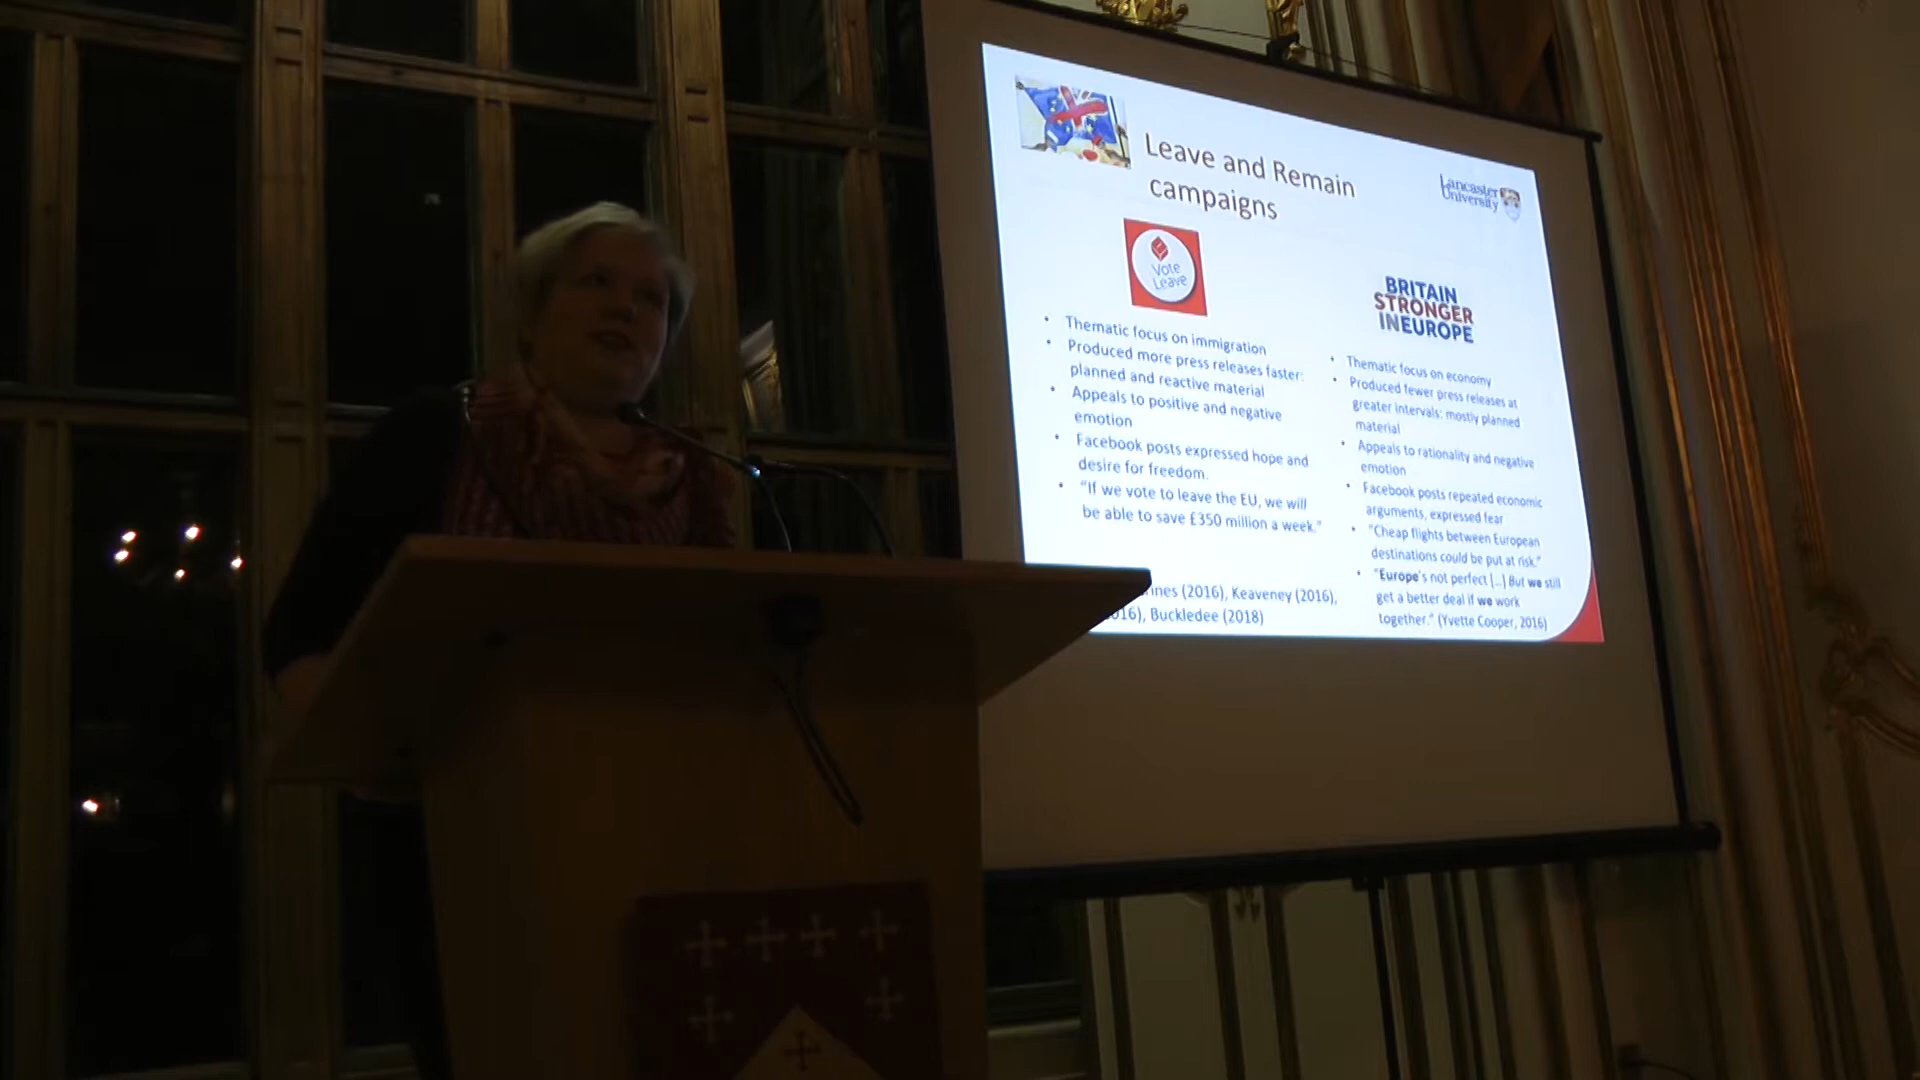 Leave and Remain
campaigns
Lancaster
University
Vote
Leave
• Thematic focus on immigration
• Produced more press releases faster:
planned and reactive material
• Appeals to positive and negative
emotion
• Facebook posts expressed hope and
desire for freedom.
• “If we vote to leave the EU, we will
be able to save £350 million a week.”
(2016), Keaveney (2016),
Buckledee (2018)
BRITAIN
STRONGER
INEUROPE
• Thematic focus on economy
• Produced fewer press releases at
greater intervals: mostly planned
material
• Appeals to rationality and negative
emotion
• Facebook posts repeated economic
arguments, expressed fear
• “Cheap flights between European
destinations could be put at risk.”
• “Europe's not perfect [...] But we still
get a better deal if we work
together.” (Yvette Cooper, 2016)